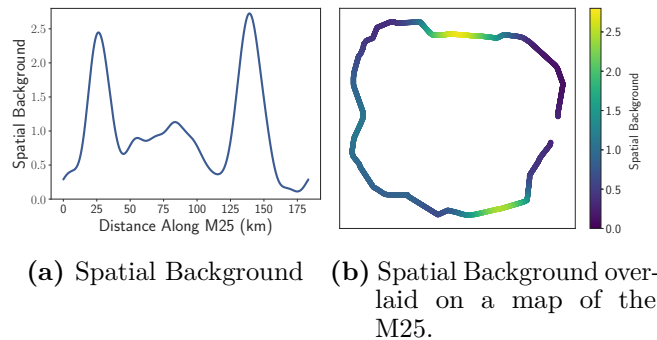 Spatial Background
2.5
2.0
1.5
1.0
0.5
0.0
0 25 50 75 100 125 150 175
Distance Along M25 (km)
2.5
2.0
1.5
1.0
0.5
0.0
Spatial Background
(a) Spatial Background
(b) Spatial Background over-
laid on a map of the
M25.